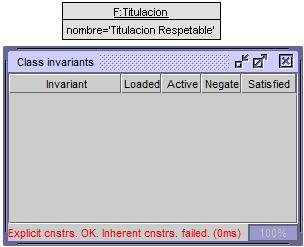 F:Titulacion
nombre='Titulacion Respetable'
Class invariants
Invariant Loaded Active Negate Satisfied
Explicit cnstrs. OK. Inherent cnstrs. failed. (0ms) 100%